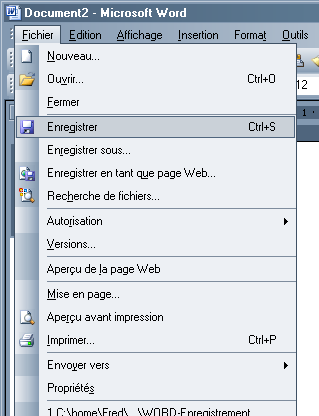 Document2 - Microsoft Word
Fichier Edition Affichage Insertion Format Outils
Nouveau...
Ouvrir... Ctrl+O
12
Fermer
Enregistrer Ctrl+S
1
Enregistrer sous...
Enregistrer en tant que page Web...
Recherche de fichiers...
Autorisation
Versions...
Aperçu de la page Web
Mise en page...
Aperçu avant impression
Imprimer... Ctrl+P
Envoyer vers
Propriétés
1 C:\home\Fred\...\WORD-Enregistrement